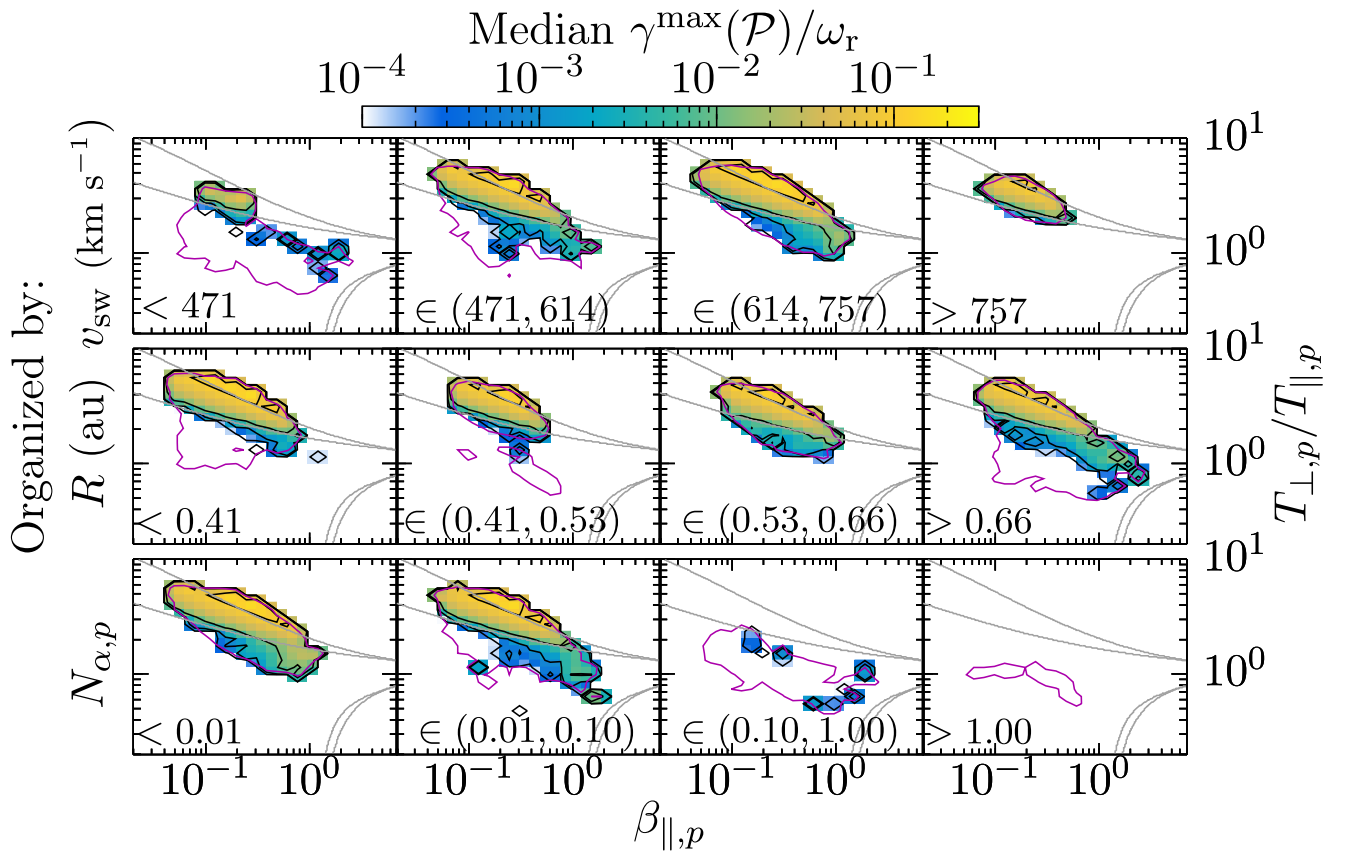 Median γ^max(𝒫)/ω_r
10^−4 10^−3 10^−2 10^−1
Organized by:
v_sw (km s^−1)
< 471
∈ (471, 614)
∈ (614, 757)
> 757
10^1
10^0
R (au)
< 0.41
∈ (0.41, 0.53)
∈ (0.53, 0.66)
> 0.66
10^1
10^0
T_⊥,p/T_∥,p
N_α,p
< 0.01
∈ (0.01, 0.10)
∈ (0.10, 1.00)
> 1.00
10^1
10^0
10^−1 10^0 10^−1 10^0 10^−1 10^0 10^−1 10^0
β_∥,p